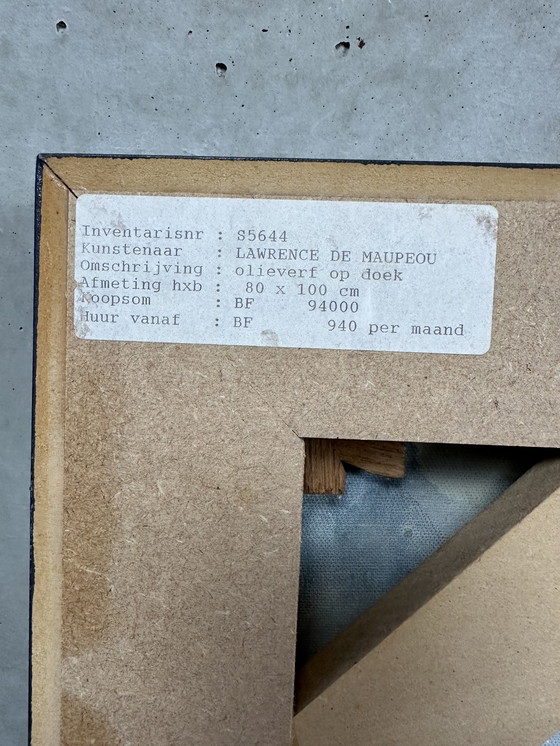 Inventarisnr : S5644
Kunstenaar : LAWRENCE DE MAUPEOU
Omschrijving : olieverf op doek
Afmeting hxb : 80 x 100 cm
Koopsom : BF 94000
Huur vanaf : BF 940 per maand